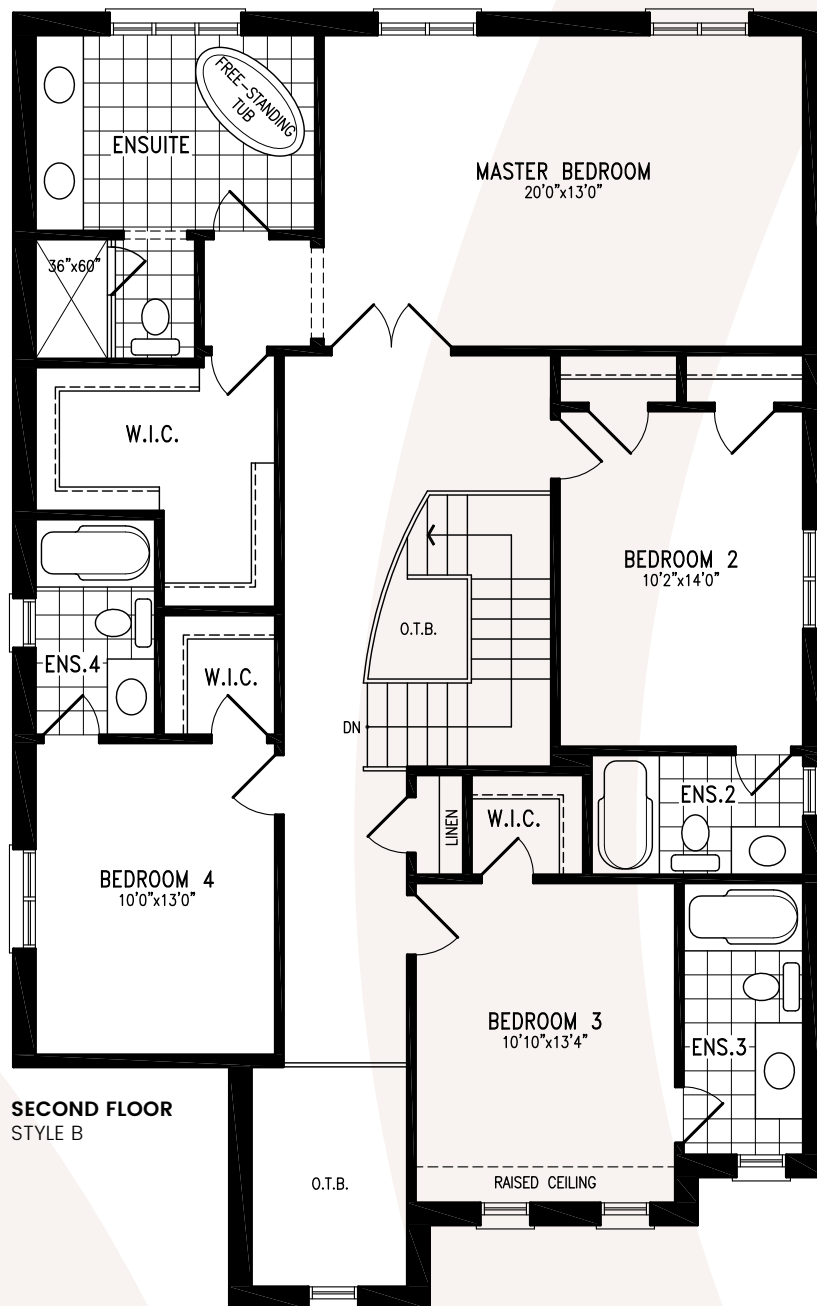 FREE-STANDING
TUB
ENSUITE
MASTER BEDROOM
20'0"x13'0"
36"x60"
W.I.C.
BEDROOM 2
10'2"x14'0"
O.T.B.
ENS.4
W.I.C.
DN
ENS.2
LINEN
W.I.C.
BEDROOM 4
10'0"x13'0"
BEDROOM 3
10'10"x13'4"
ENS.3
SECOND FLOOR
STYLE B
O.T.B.
RAISED CEILING